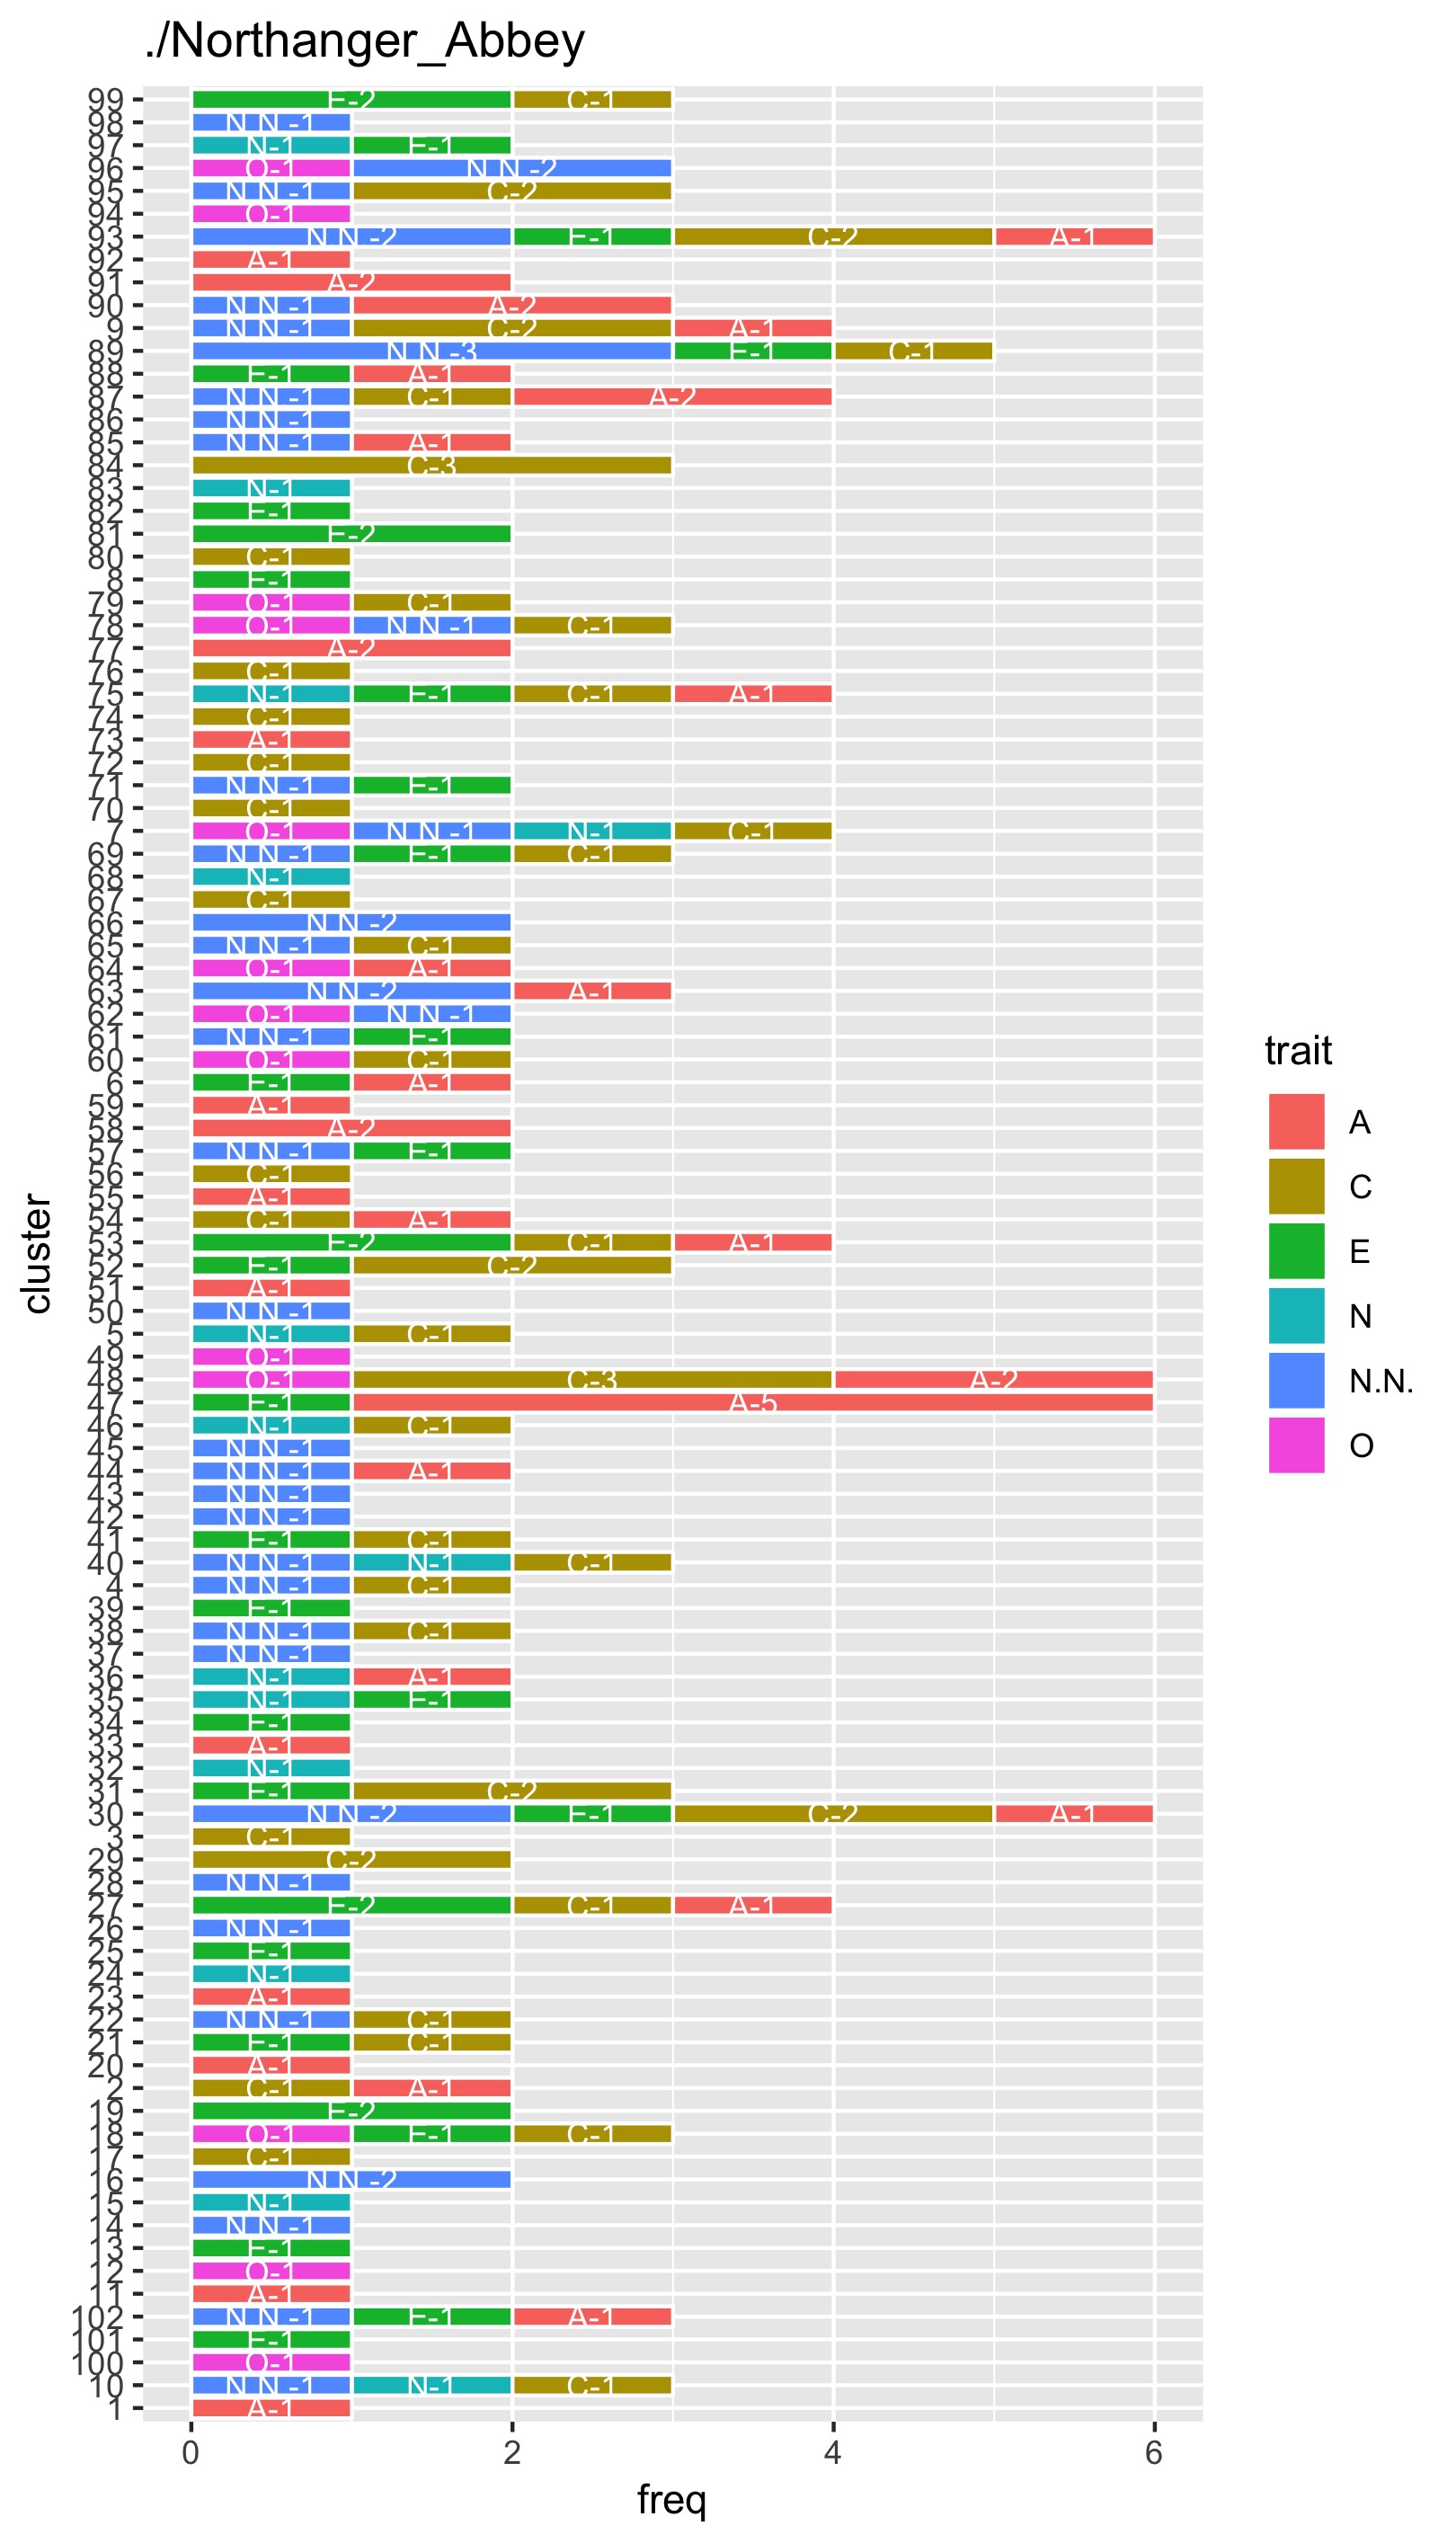 ./Northanger_Abbey
99 E-2 C-1
98 N.N.-1
97 N-1 E-1
96 O-1 N.N.-2
95 N.N.-1 C-2
94 O-1
93 N.N.-2 E-1 C-2 A-1
92 A-1
91 A-2
90 N.N.-1 A-2
9 N.N.-1 C-2 A-1
89 N.N.-3 E-1 C-1
88 E-1 A-1
87 N.N.-1 C-1 A-2
86 N.N.-1
85 N.N.-1 A-1
84 C-3
83 N-1
82 E-1
81 E-2
80 C-1
8 E-1
79 O-1 C-1
78 O-1 N.N.-1 C-1
77 A-2
76 C-1
75 N-1 E-1 C-1 A-1
74 C-1
73 A-1
72 C-1
71 N.N.-1 E-1
70 C-1
7 O-1 N.N.-1 N-1 C-1
69 N.N.-1 E-1 C-1
68 N-1
67 C-1
66 N.N.-2
65 N.N.-1 C-1
64 O-1 A-1
63 N.N.-2 A-1
62 O-1 N.N.-1
61 N.N.-1 E-1
60 O-1 C-1
6 E-1 A-1
59 A-1
58 A-2
57 N.N.-1 E-1
56 C-1
55 A-1
54 C-1 A-1
53 E-2 C-1 A-1
52 E-1 C-2
51 A-1
50 N.N.-1
5 N-1 C-1
49 O-1
48 O-1 C-3 A-2
47 E-1 A-5
46 N-1 C-1
45 N.N.-1
44 N.N.-1 A-1
43 N.N.-1
42 N.N.-1
41 E-1 C-1
40 N.N.-1 N-1 C-1
4 N.N.-1 C-1
39 E-1
38 N.N.-1 C-1
37 N.N.-1
36 N-1 A-1
35 N-1 E-1
34 E-1
33 A-1
32 N-1
31 E-1 C-2
30 N.N.-2 E-1 C-2 A-1
3 C-1
29 C-2
28 N.N.-1
27 E-2 C-1 A-1
26 N.N.-1
25 E-1
24 N-1
23 A-1
22 N.N.-1 C-1
21 E-1 C-1
20 A-1
2 C-1 A-1
19 E-2
18 O-1 E-1 C-1
17 C-1
16 N.N.-2
15 N-1
14 N.N.-1
13 E-1
12 O-1
11 A-1
102 N.N.-1 E-1 A-1
101 E-1
100 O-1
10 N.N.-1 N-1 C-1
1 A-1
0 2 4 6
freq
cluster
trait
A
C
E
N
N.N.
O